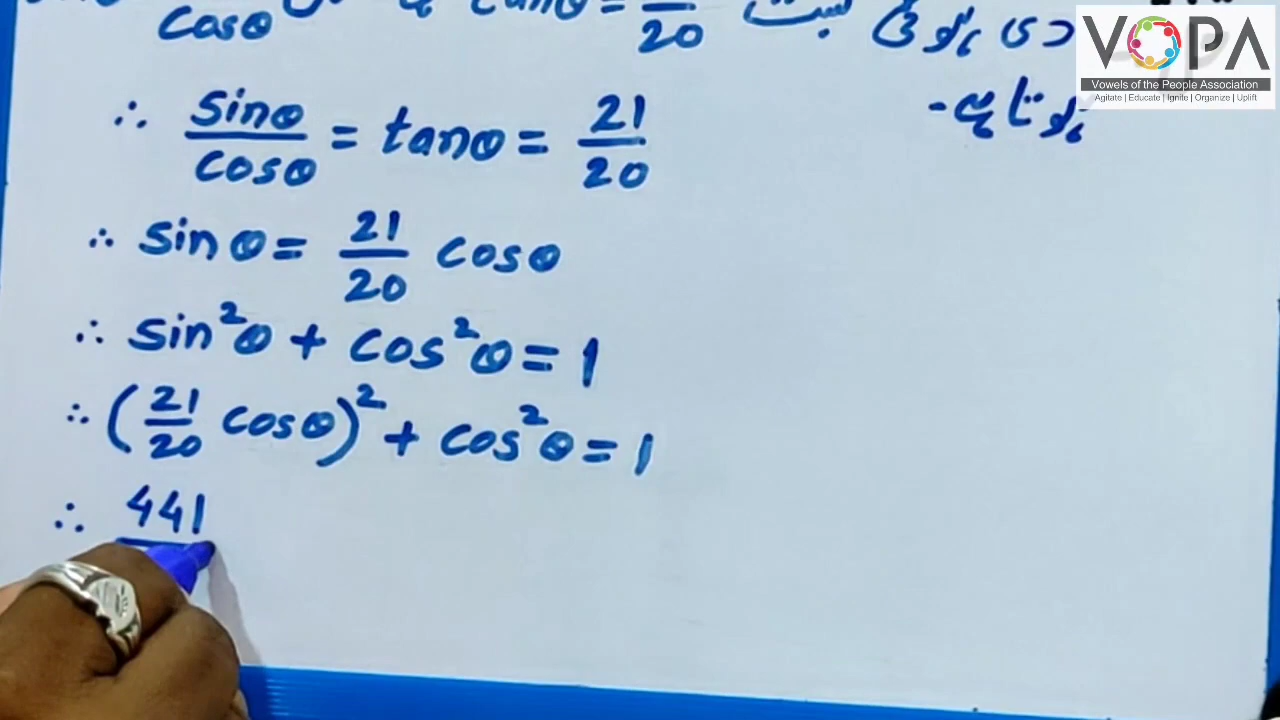 cosθ tanθ = 20
∴ sinθ/cosθ = tanθ = 21/20
∴ sinθ = 21/20 cosθ
∴ sin²θ + cos²θ = 1
∴ (21/20 cosθ)² + cos²θ = 1
∴ 441
VOPA
Vowels of the People Association
Agitate | Educate | Ignite | Organize | Uplift